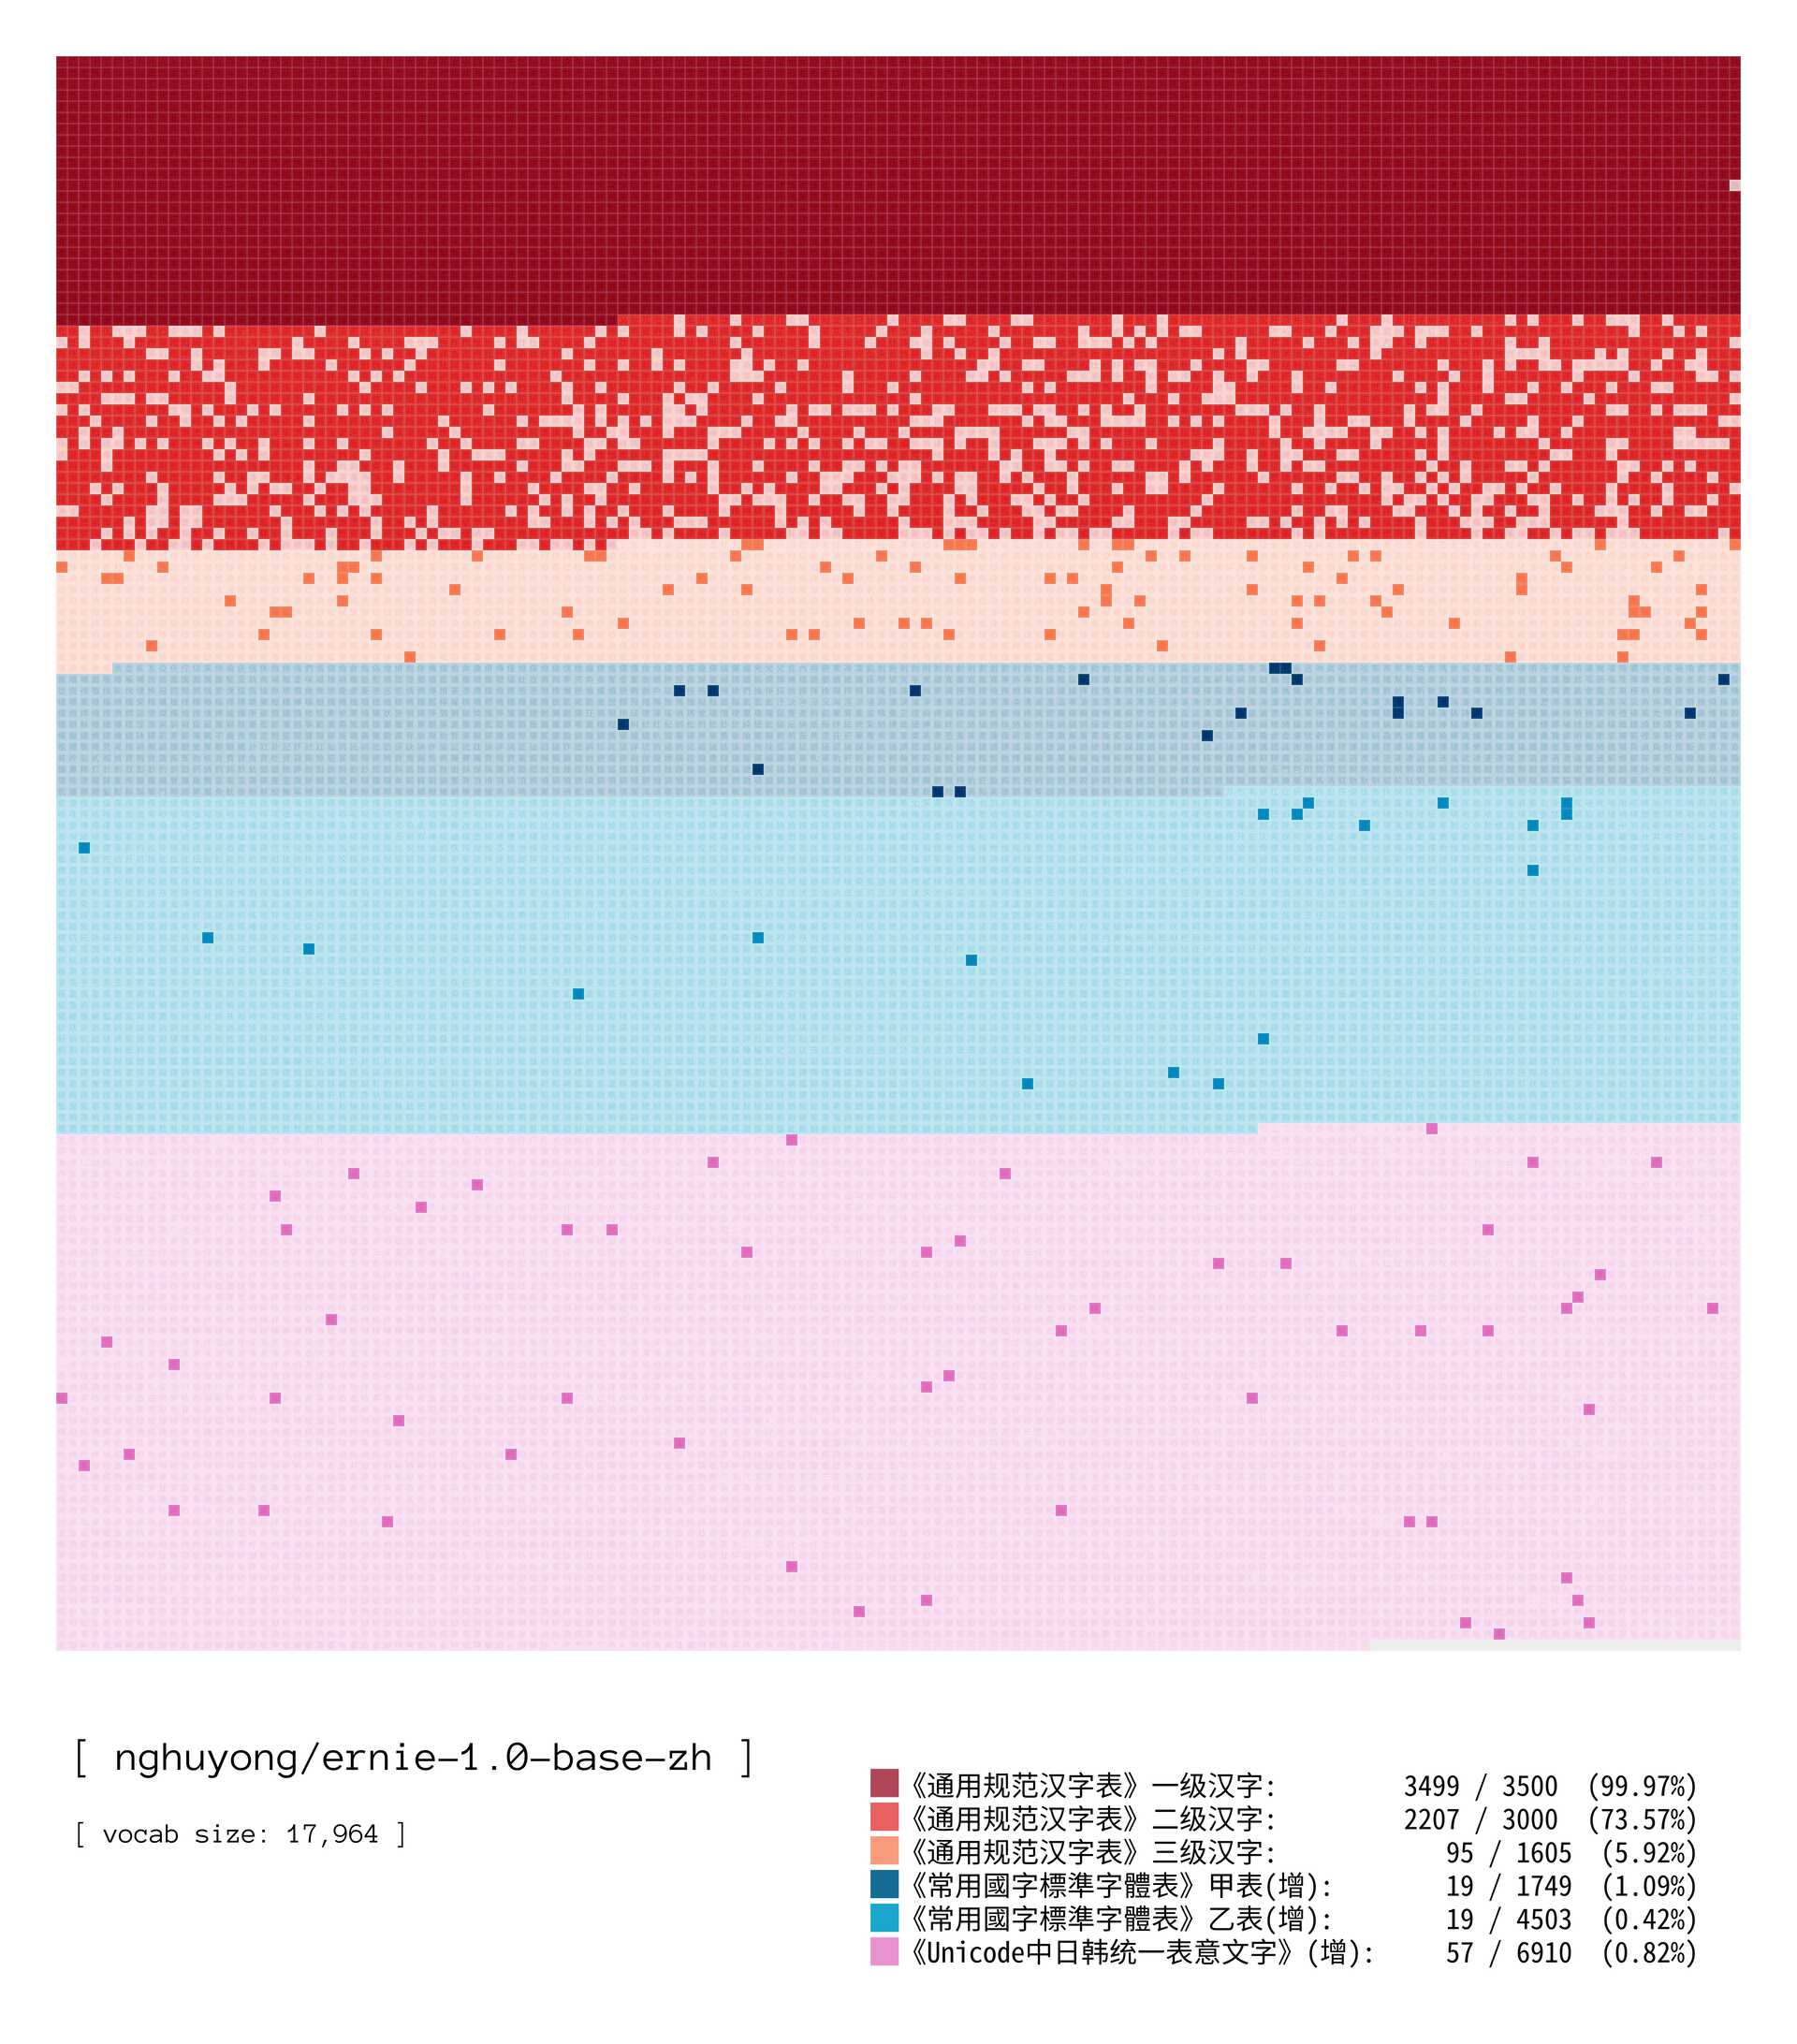 [ nghuyong/ernie-1.0-base-zh ]
[ vocab size: 17,964 ]
《通用规范汉字表》一级汉字: 3499 / 3500 (99.97%)
《通用规范汉字表》二级汉字: 2207 / 3000 (73.57%)
《通用规范汉字表》三级汉字: 95 / 1605 (5.92%)
《常用國字標準字體表》甲表(增): 19 / 1749 (1.09%)
《常用國字標準字體表》乙表(增): 19 / 4503 (0.42%)
《Unicode中日韩统一表意文字》(增): 57 / 6910 (0.82%)